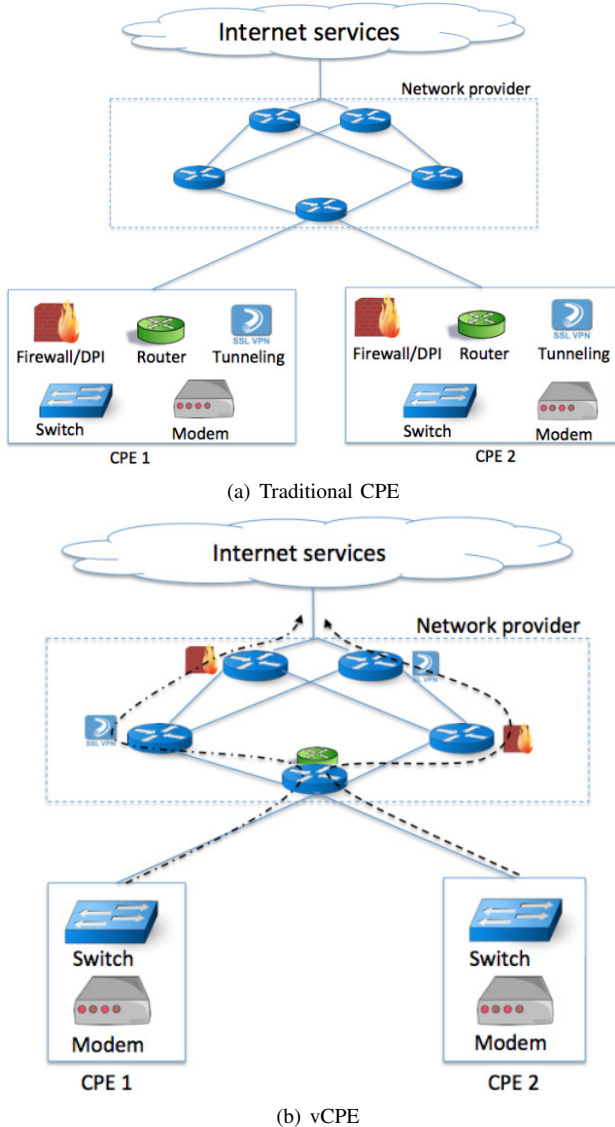 Internet services
Network provider
SSL VPN
SSL VPN
Firewall/DPI Router Tunneling
Firewall/DPI Router Tunneling
Switch Modem
Switch Modem
CPE 1
CPE 2
(a) Traditional CPE
Internet services
Network provider
SSL VPN
SSL VPN
Switch
Switch
Modem
Modem
CPE 1
CPE 2
(b) vCPE